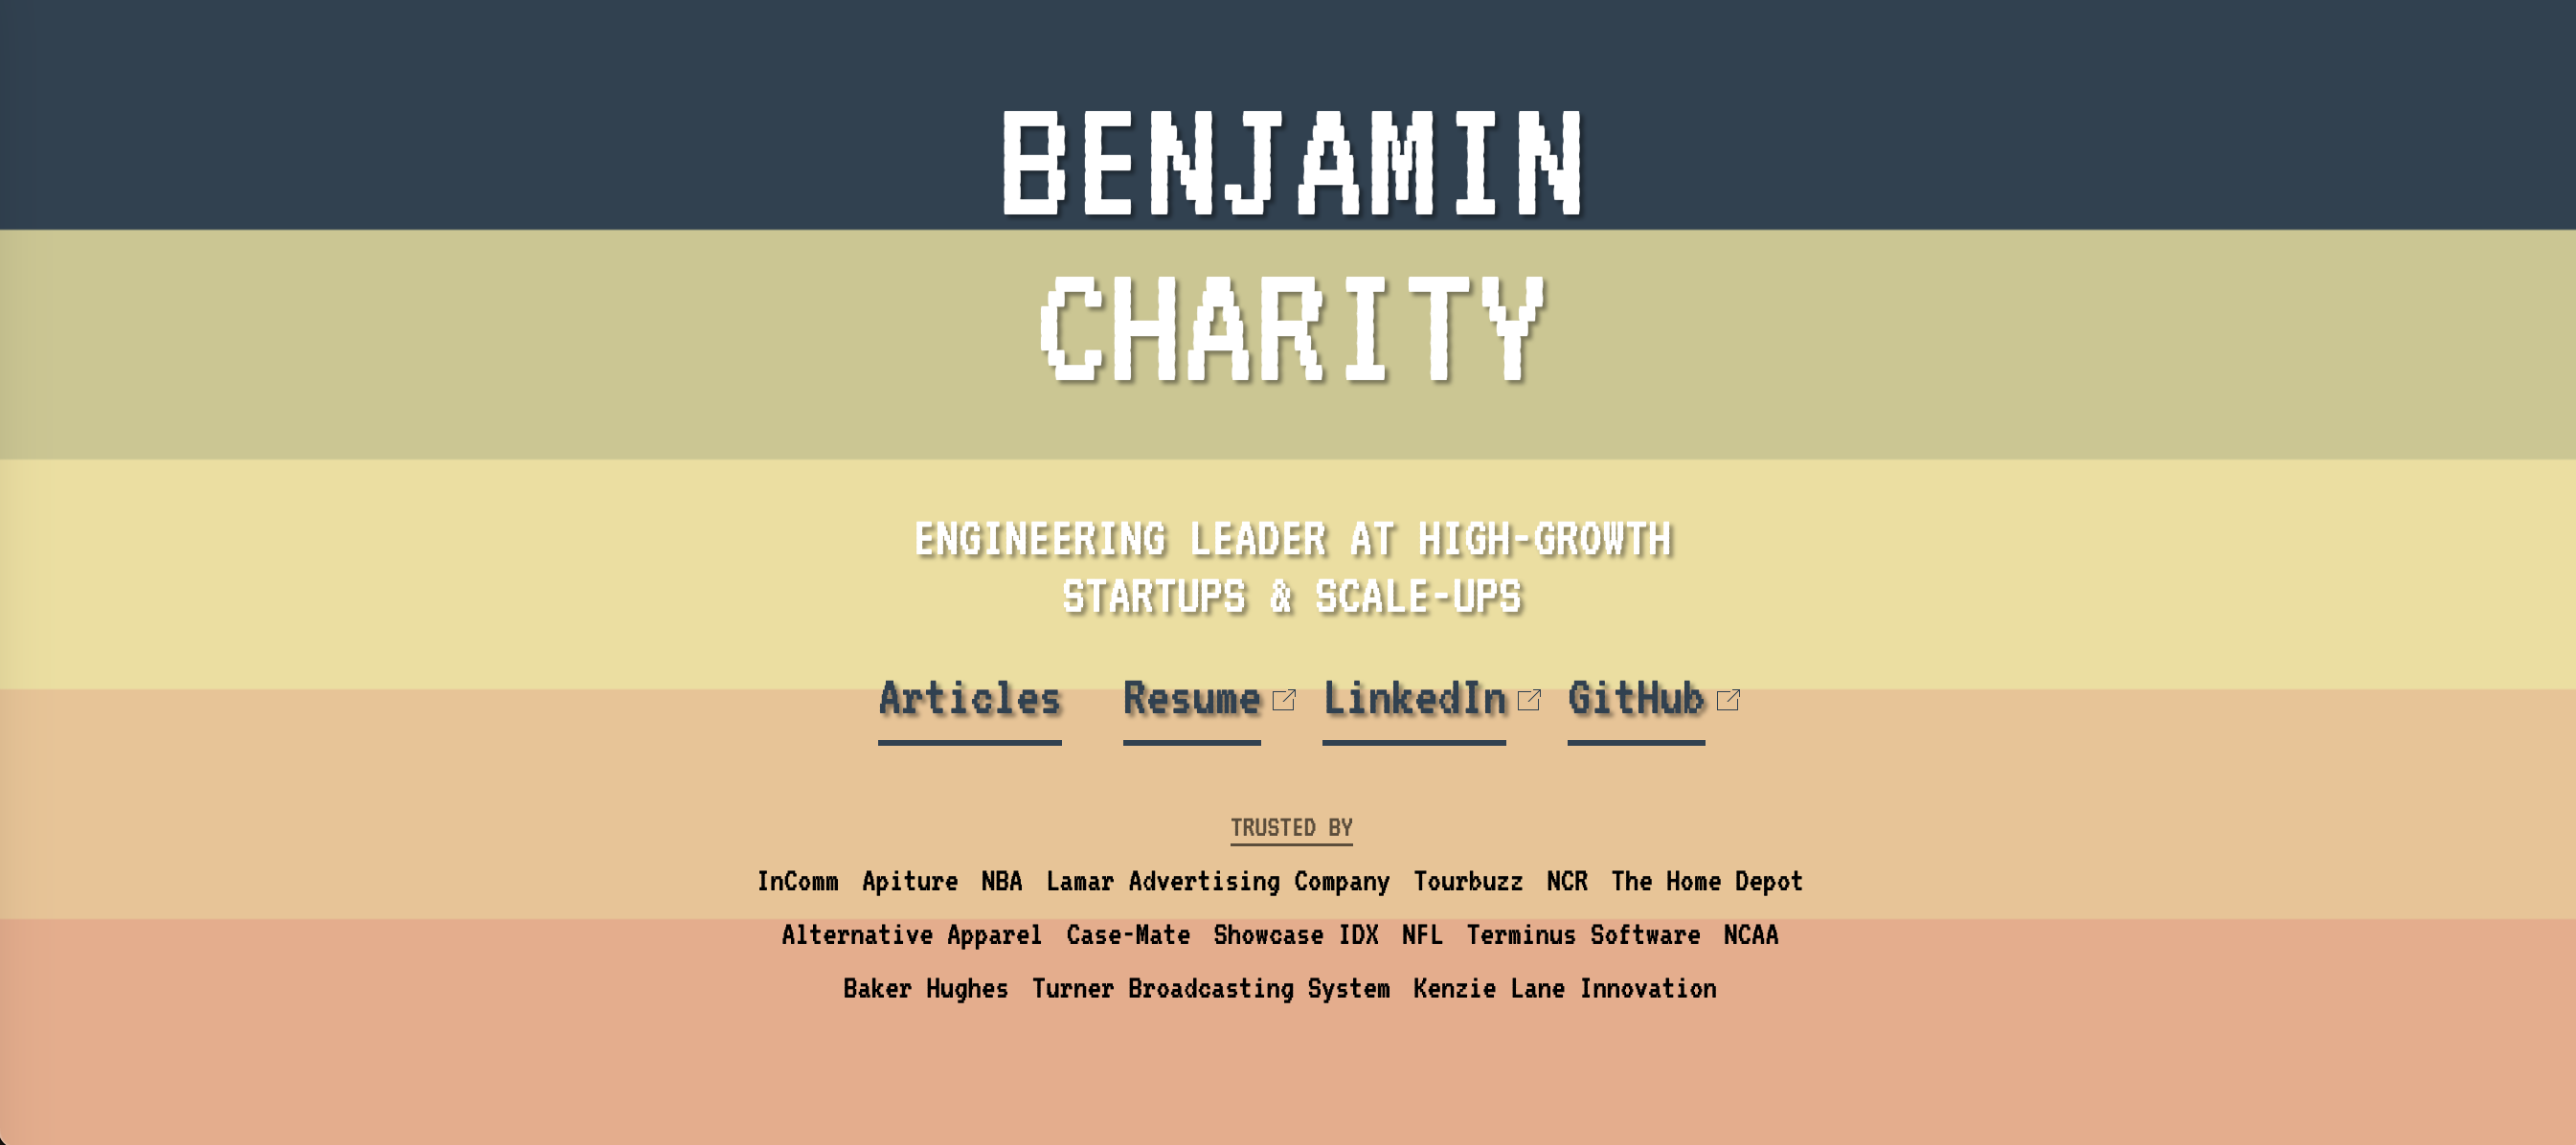 BENJAMIN
CHARITY
ENGINEERING LEADER AT HIGH-GROWTH
STARTUPS & SCALE-UPS
Articles Resume LinkedIn GitHub
TRUSTED BY
InComm Apiture NBA Lamar Advertising Company Tourbuzz NCR The Home Depot
Alternative Apparel Case-Mate Showcase IDX NFL Terminus Software NCAA
Baker Hughes Turner Broadcasting System Kenzie Lane Innovation